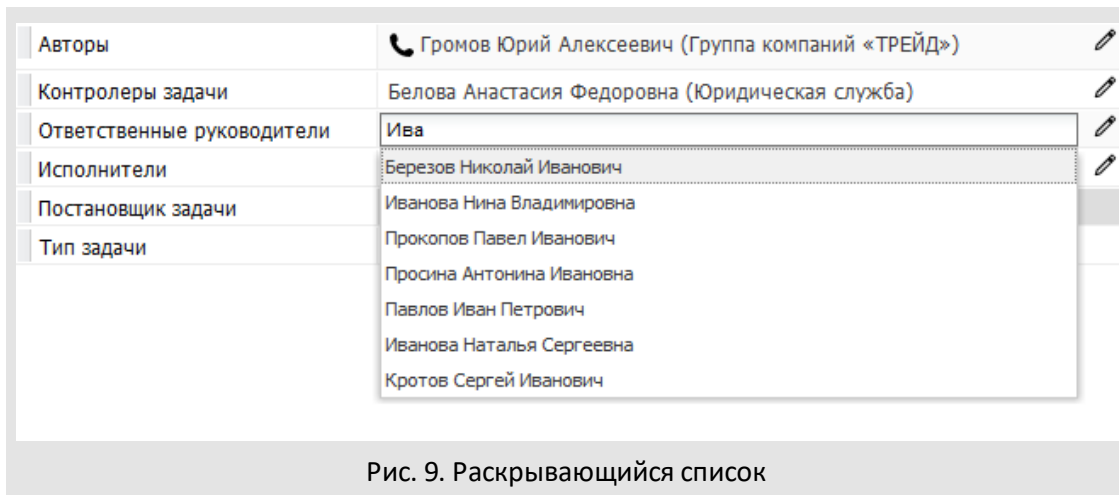 Авторы
Громов Юрий Алексеевич (Группа компаний «ТРЕЙД»)
Контролеры задачи
Белова Анастасия Федоровна (Юридическая служба)
Ответственные руководители
Ива
Исполнители
Березов Николай Иванович
Постановщик задачи
Иванова Нина Владимировна
Тип задачи
Прокопов Павел Иванович
Просина Антонина Ивановна
Павлов Иван Петрович
Иванова Наталья Сергеевна
Кротов Сергей Иванович
Рис. 9. Раскрывающийся список